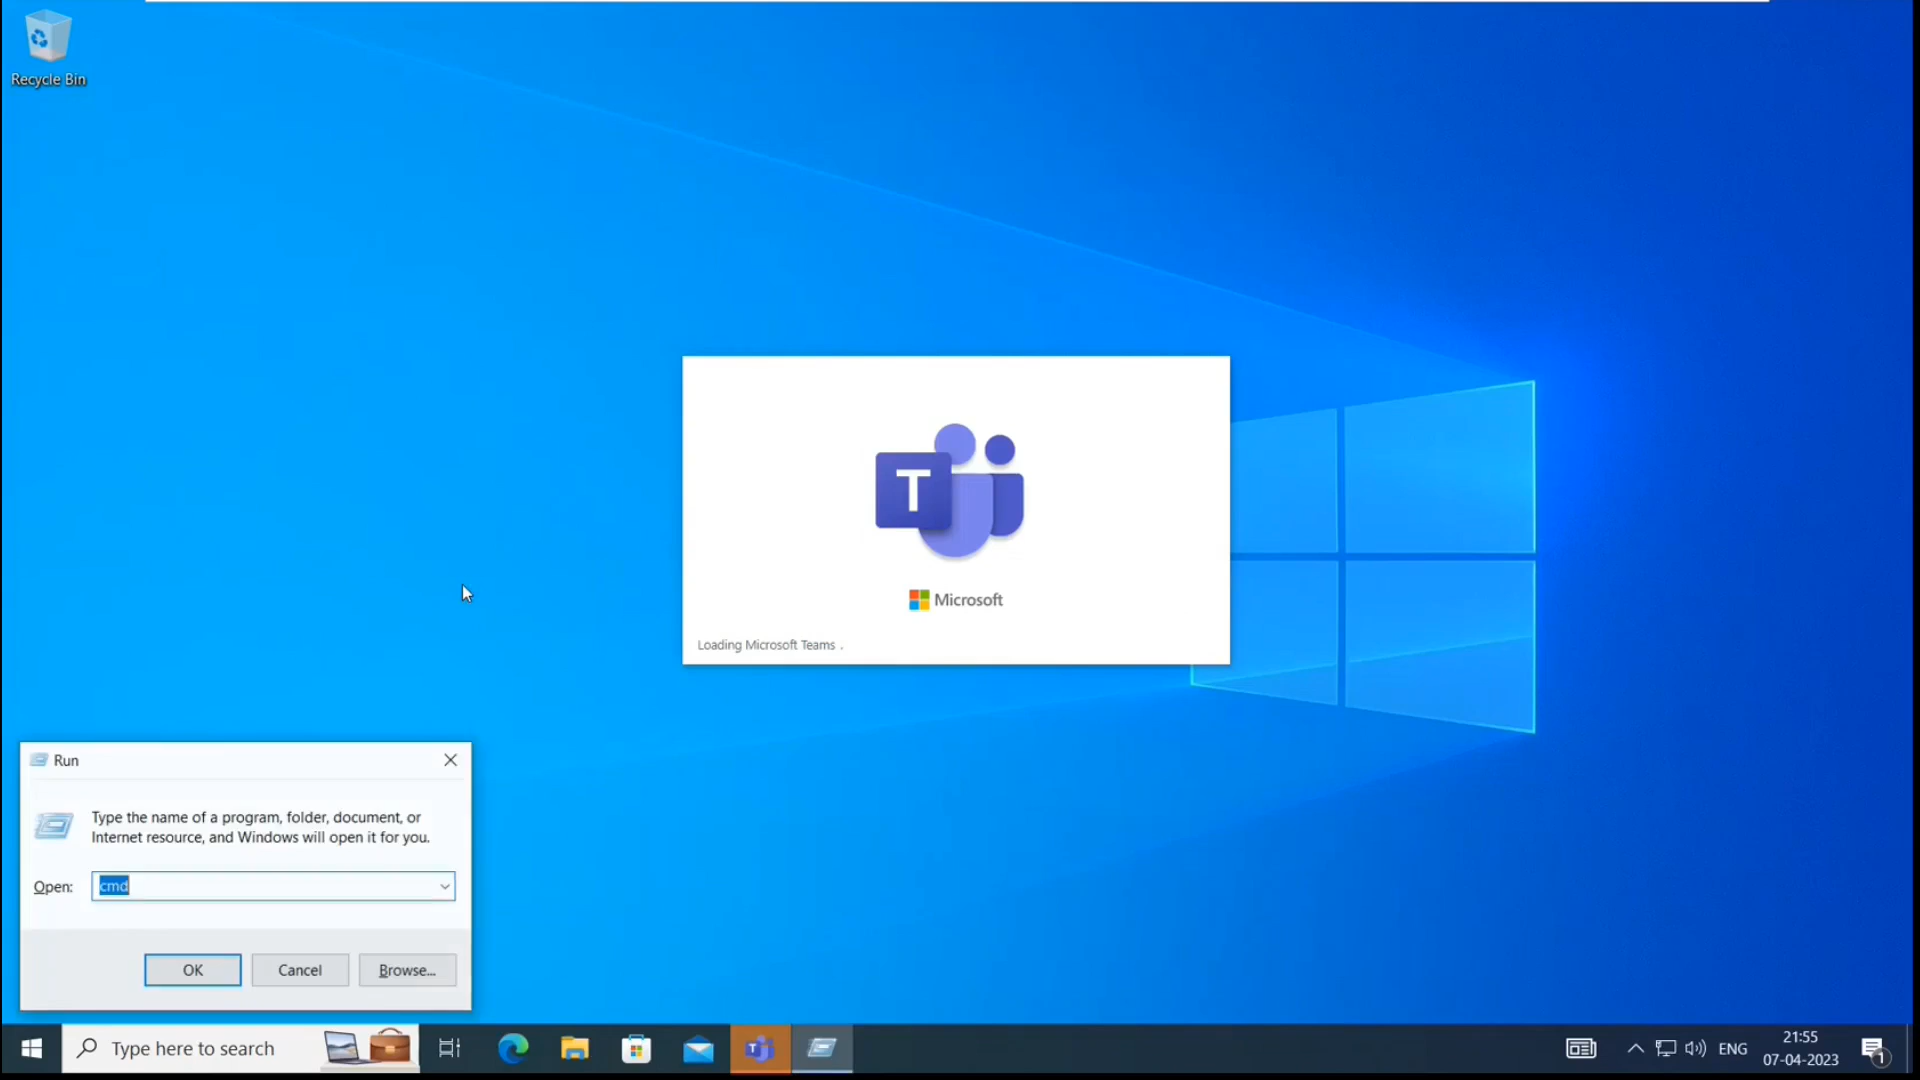 Recycle Bin
T
Microsoft
Loading Microsoft Teams .
Run
Type the name of a program, folder, document, or
Internet resource, and Windows will open it for you.
Open: cmd
OK Cancel Browse...
Type here to search
T
ENG
21:55
07-04-2023
1